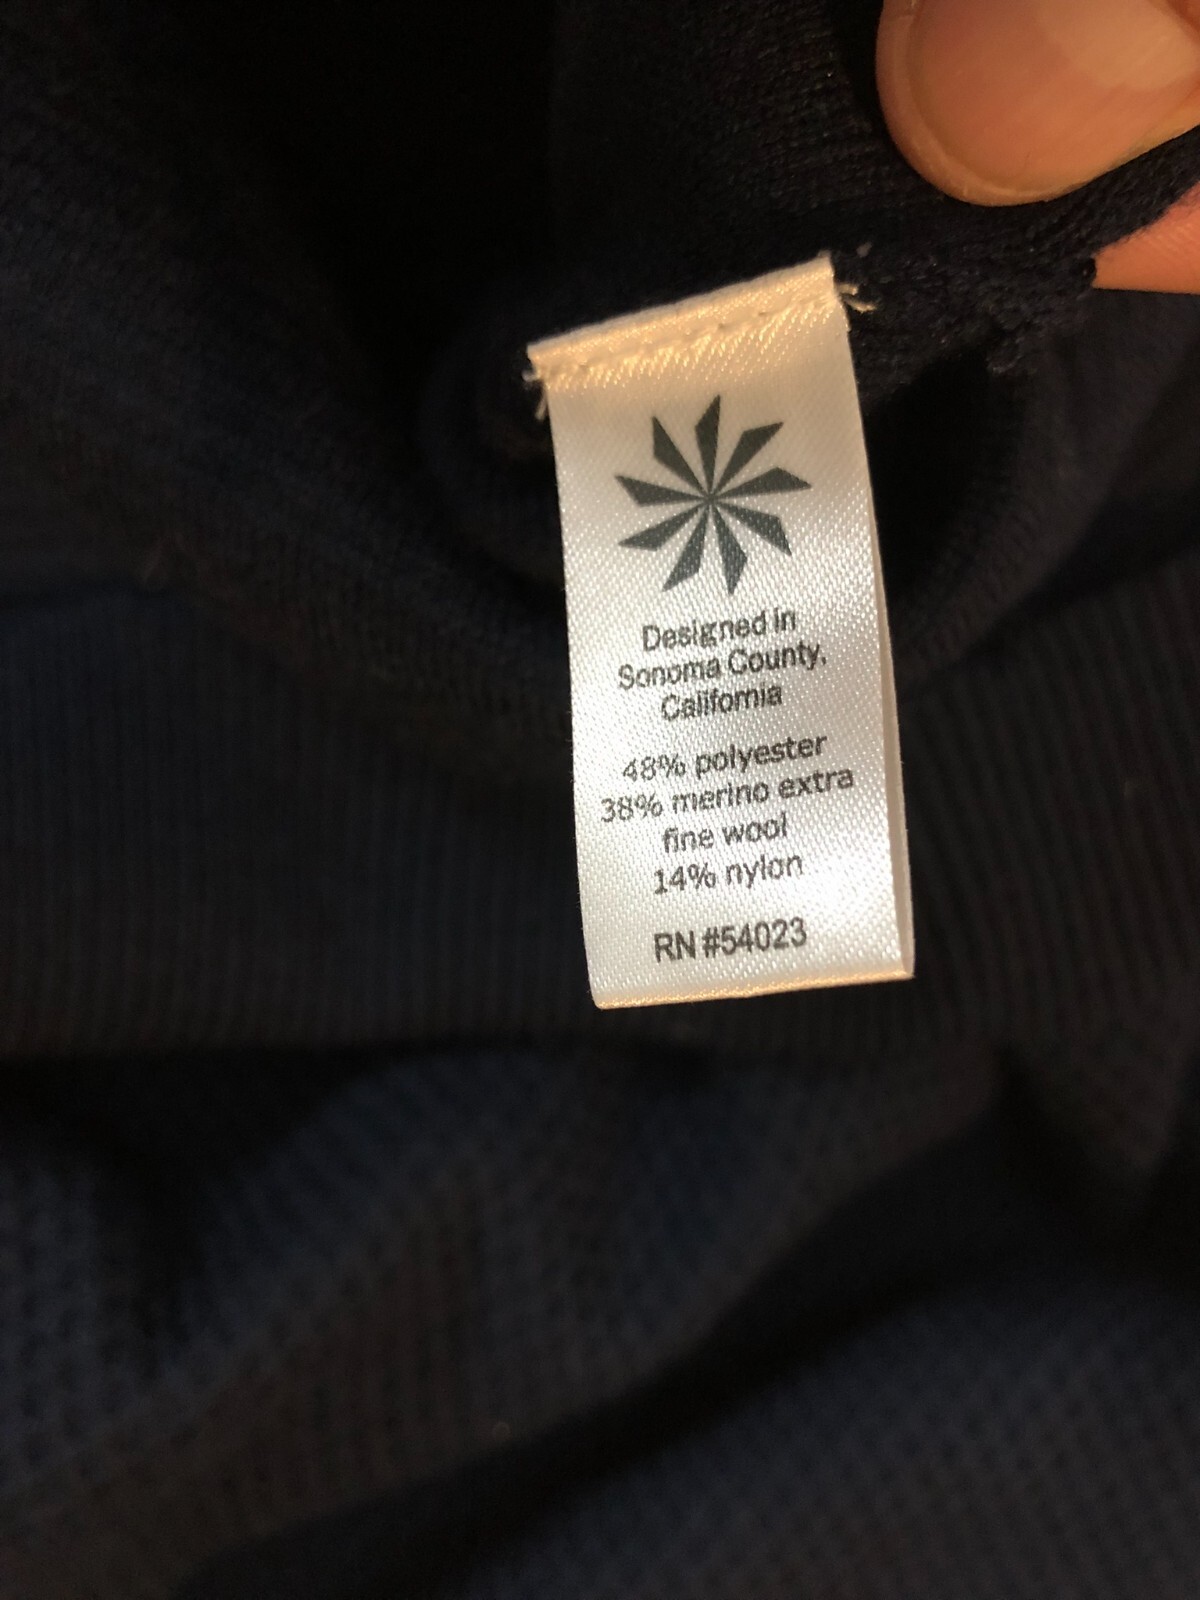 Designed in
Sonoma County,
California
48% polyester
38% merino extra
fine wool
14% nylon
RN #54023